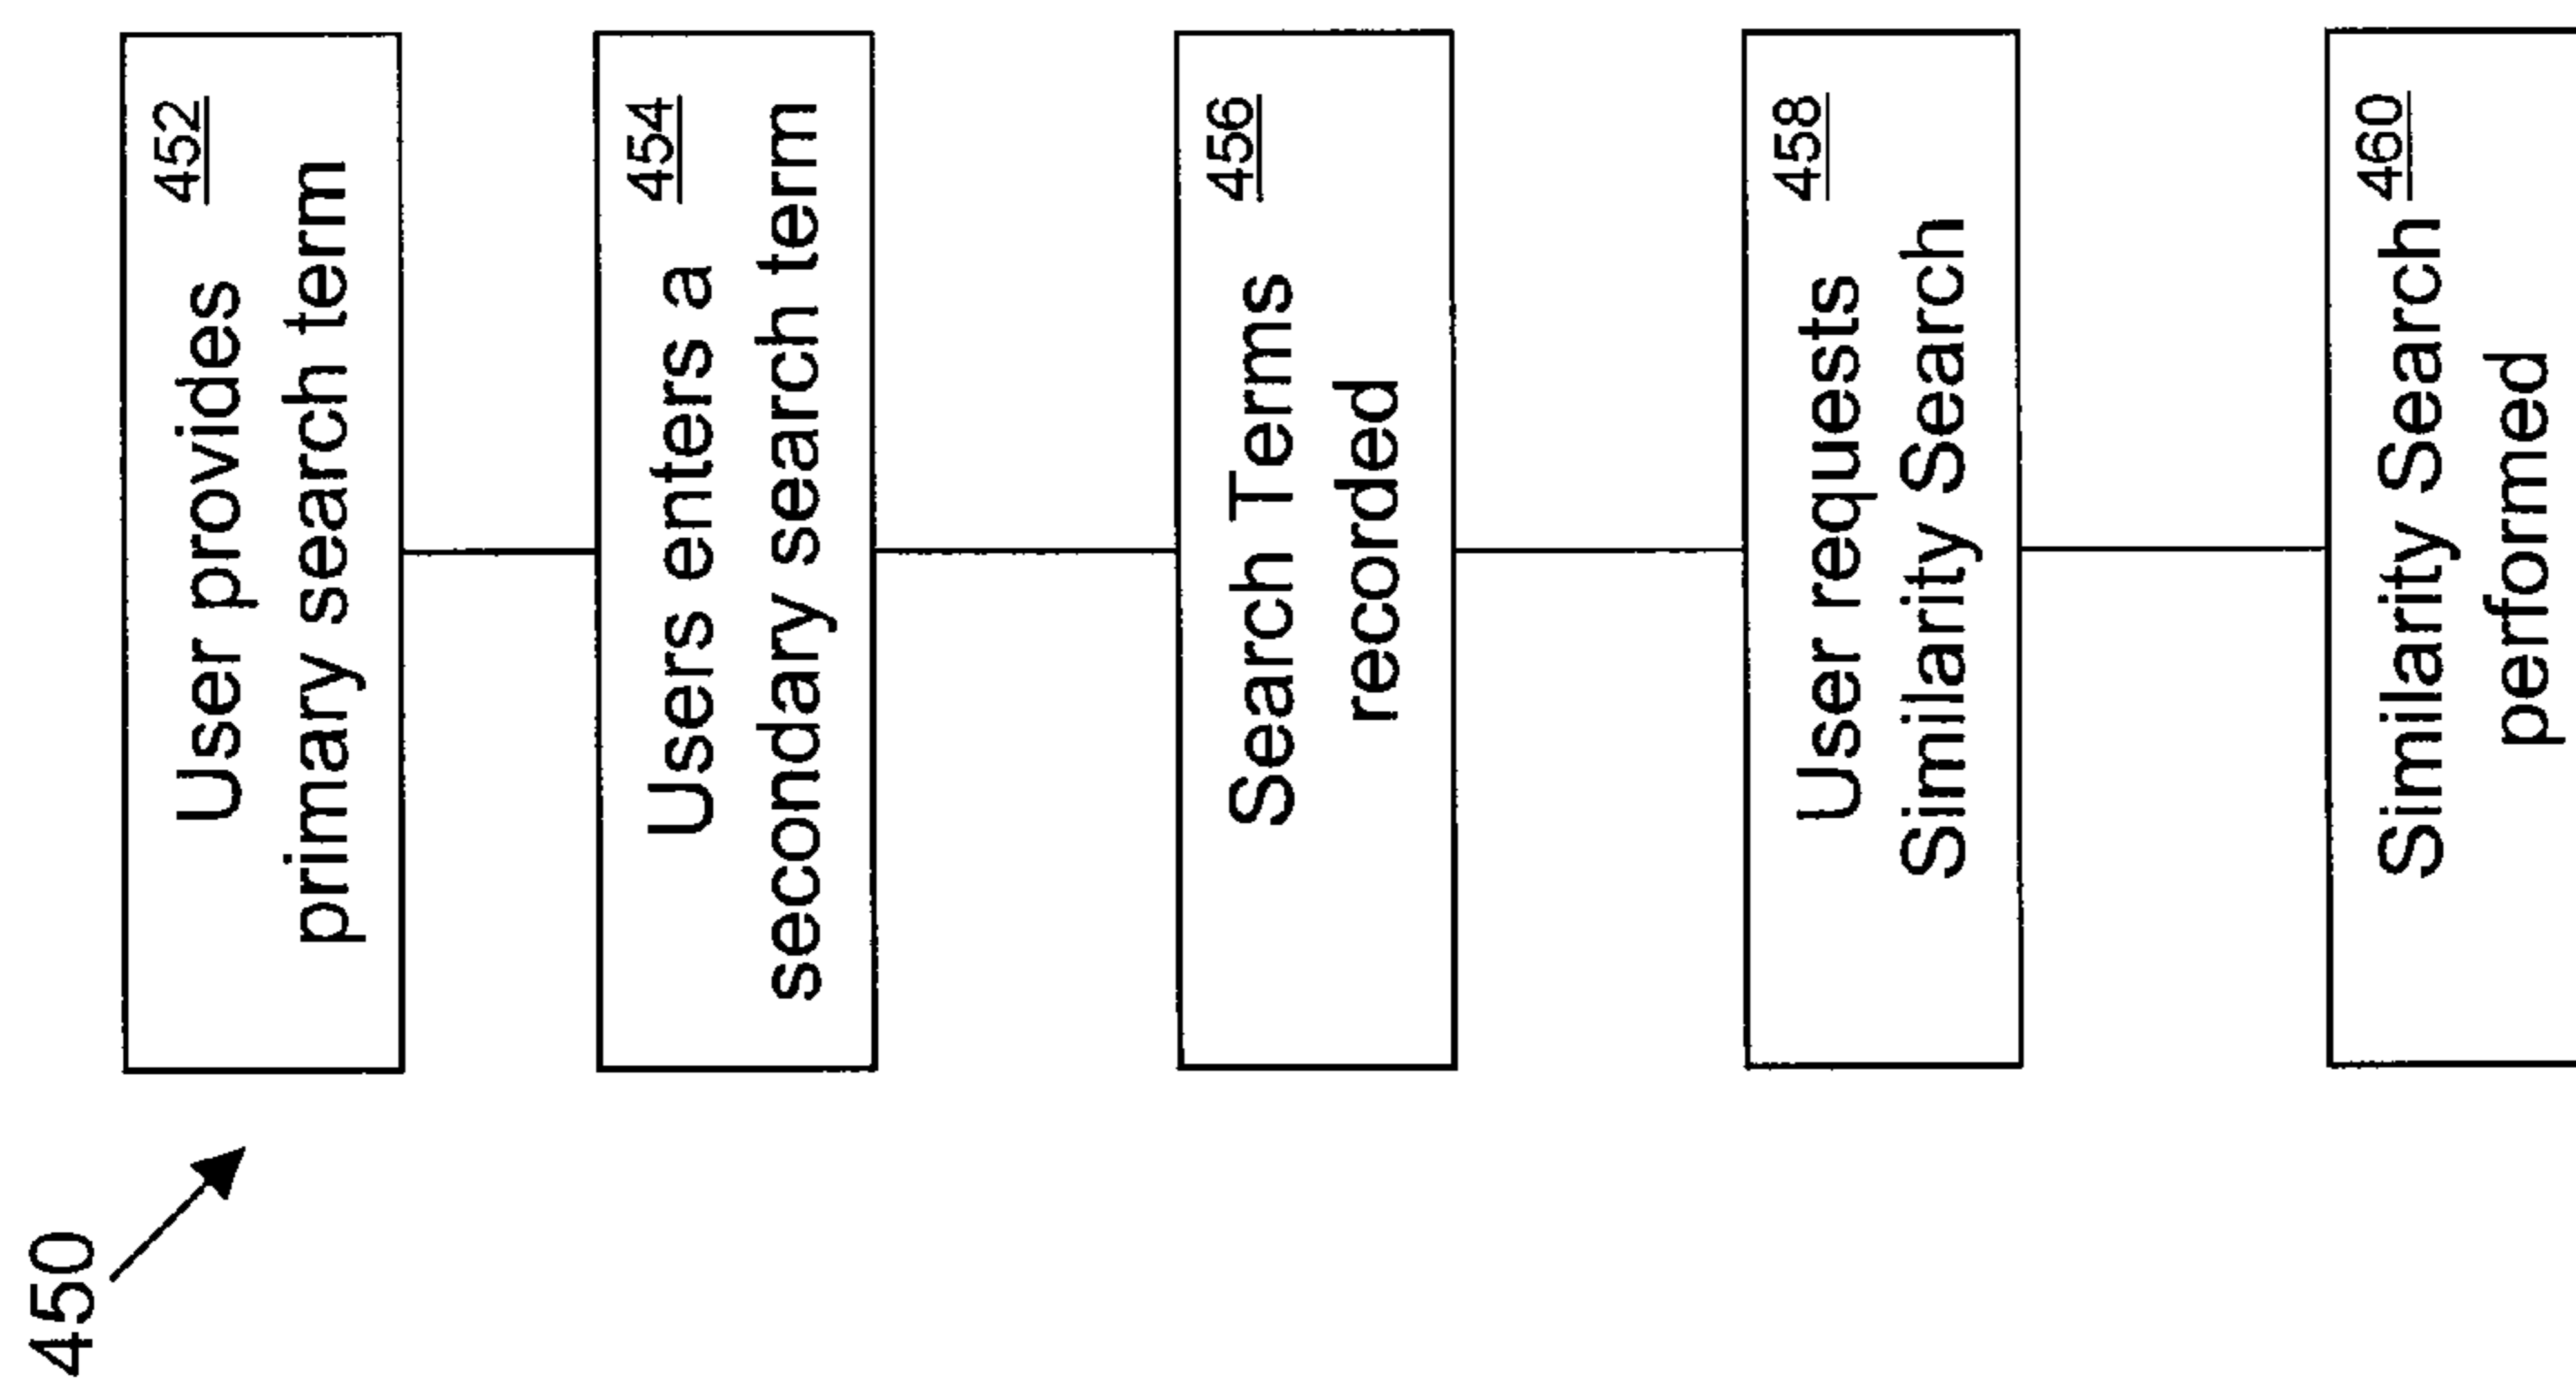 450
452
User provides
primary search term
454
Users enters a
secondary search term
456
Search Terms
recorded
458
User requests
Similarity Search
460
Similarity Search
performed